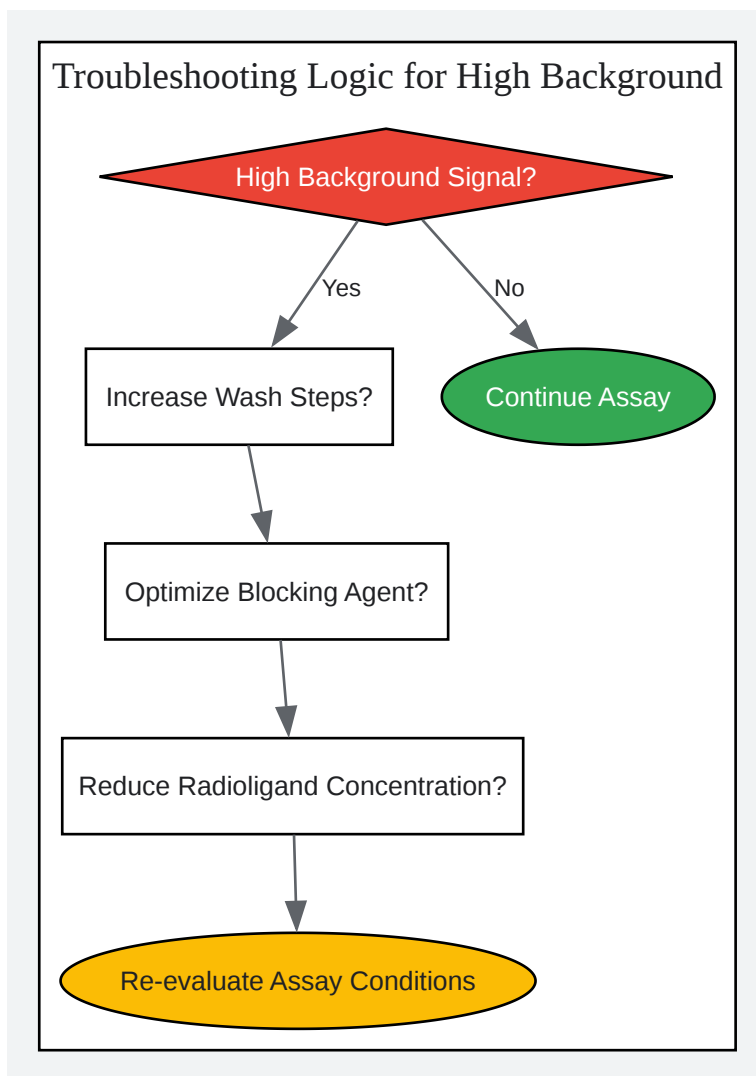 Troubleshooting Logic for High Background
High Background Signal?
Yes
No
Increase Wash Steps?
Continue Assay
Optimize Blocking Agent?
Reduce Radioligand Concentration?
Re-evaluate Assay Conditions